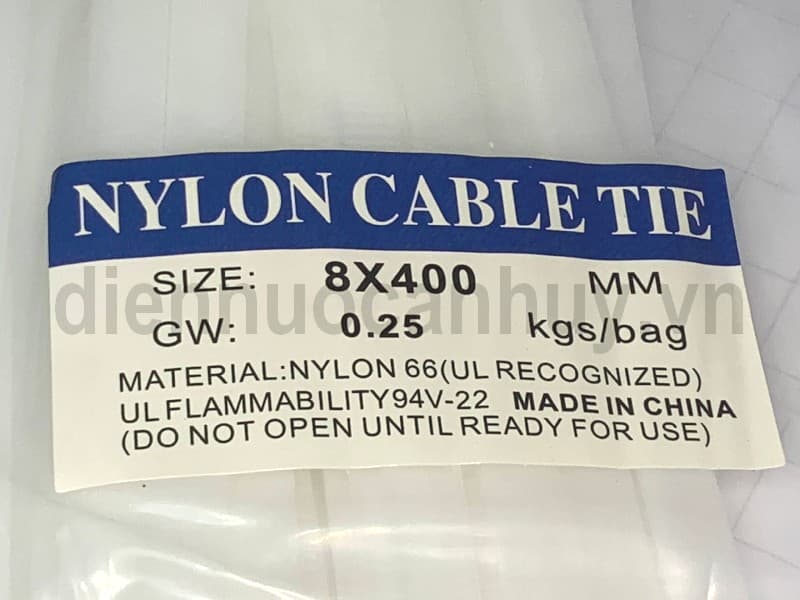 NYLON CABLE TIE
SIZE: 8X400 MM
diennuocanhuy.vn
GW: 0.25 kgs/bag
MATERIAL:NYLON 66(UL RECOGNIZED)
UL FLAMMABILITY94V-22 MADE IN CHINA
(DO NOT OPEN UNTIL READY FOR USE)